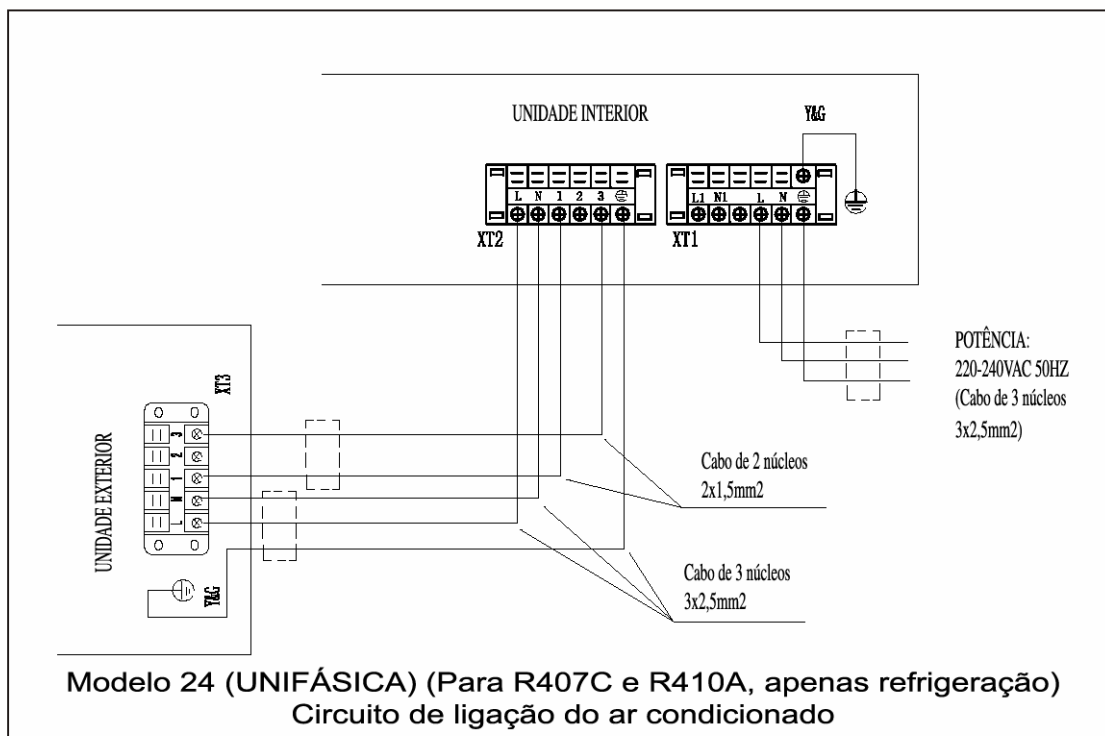 UNIDADE INTERIOR
Y&G
L N 1 2 3
L1 N1 L N
XT2
XT1
POTÊNCIA:
220-240VAC 50HZ
(Cabo de 3 núcleos
3x2,5mm2)
XT3
UNIDADE EXTERIOR
3
2
1
N
L
Y&G
Cabo de 2 núcleos
2x1,5mm2
Cabo de 3 núcleos
3x2,5mm2
Modelo 24 (UNIFÁSICA) (Para R407C e R410A, apenas refrigeração)
Circuito de ligação do ar condicionado